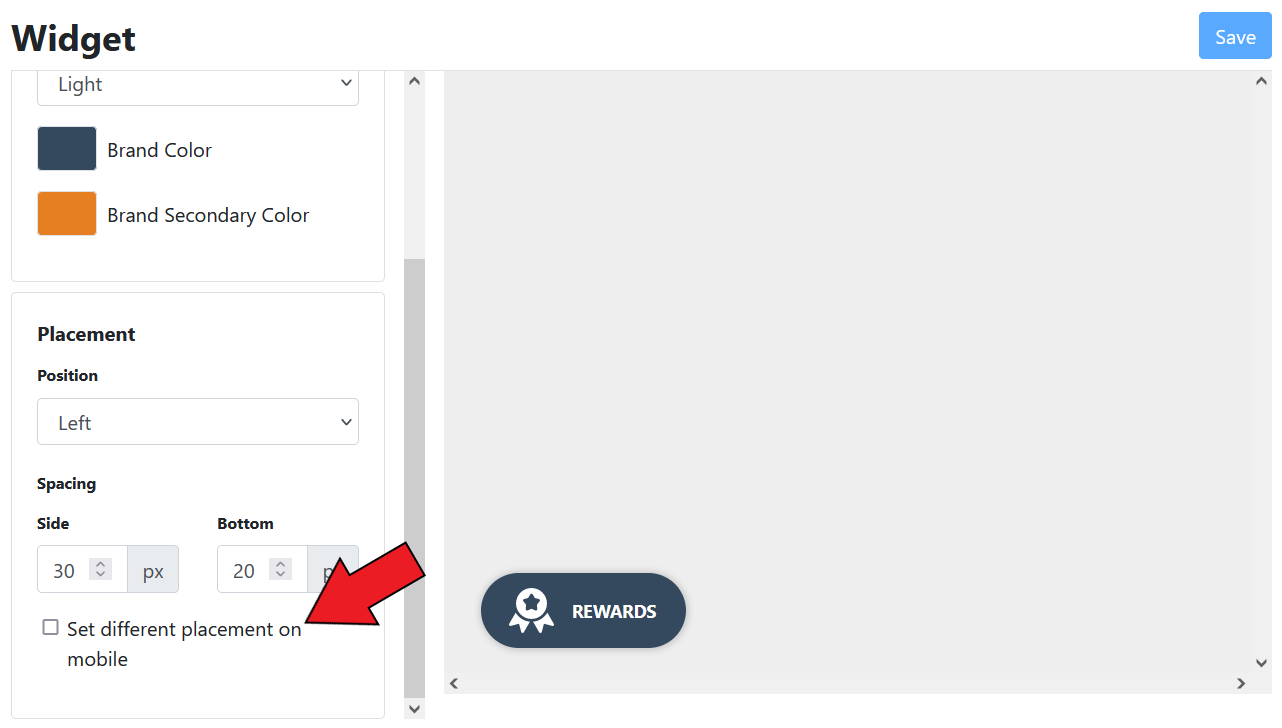 Widget
Save
Light
Brand Color
Brand Secondary Color
Placement
Position
Left
Spacing
Side
Bottom
30 px
20
Set different placement on
mobile
REWARDS